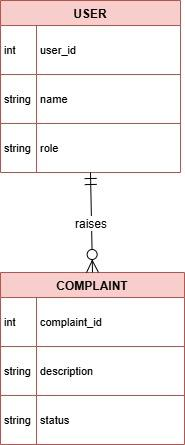 USER
int user_id
string name
string role
raises
COMPLAINT
int complaint_id
string description
string status